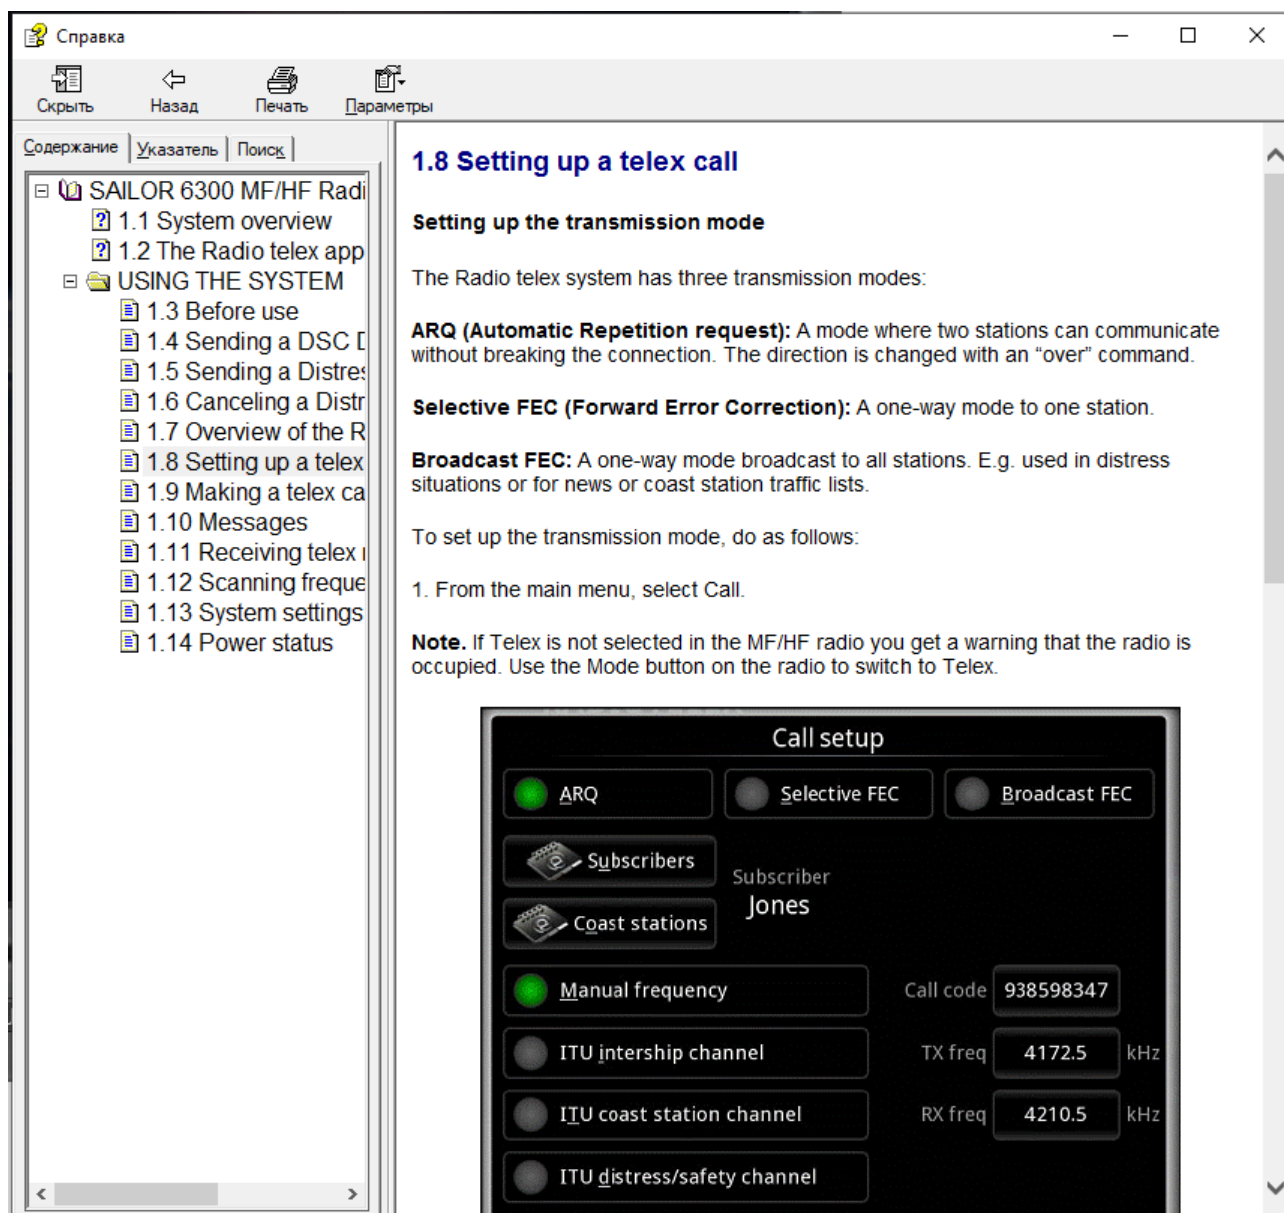 Справка
Скрыть
Назад
Печать
Параметры
Содержание
Указатель
Поиск
SAILOR 6300 MF/HF Radi
1.1 System overview
1.2 The Radio telex app
USING THE SYSTEM
1.3 Before use
1.4 Sending a DSC D
1.5 Sending a Distres
1.6 Canceling a Distr
1.7 Overview of the R
1.8 Setting up a telex
1.9 Making a telex ca
1.10 Messages
1.11 Receiving telex
1.12 Scanning freque
1.13 System settings
1.14 Power status
1.8 Setting up a telex call
Setting up the transmission mode
The Radio telex system has three transmission modes:
ARQ (Automatic Repetition request): A mode where two stations can communicate
without breaking the connection. The direction is changed with an “over” command.
Selective FEC (Forward Error Correction): A one-way mode to one station.
Broadcast FEC: A one-way mode broadcast to all stations. E.g. used in distress
situations or for news or coast station traffic lists.
To set up the transmission mode, do as follows:
1. From the main menu, select Call.
Note. If Telex is not selected in the MF/HF radio you get a warning that the radio is
occupied. Use the Mode button on the radio to switch to Telex.
Call setup
ARQ
Selective FEC
Broadcast FEC
Subscribers
Subscriber
Jones
Coast stations
Manual frequency
Call code 938598347
ITU intership channel
TX freq 4172.5 kHz
ITU coast station channel
RX freq 4210.5 kHz
ITU distress/safety channel